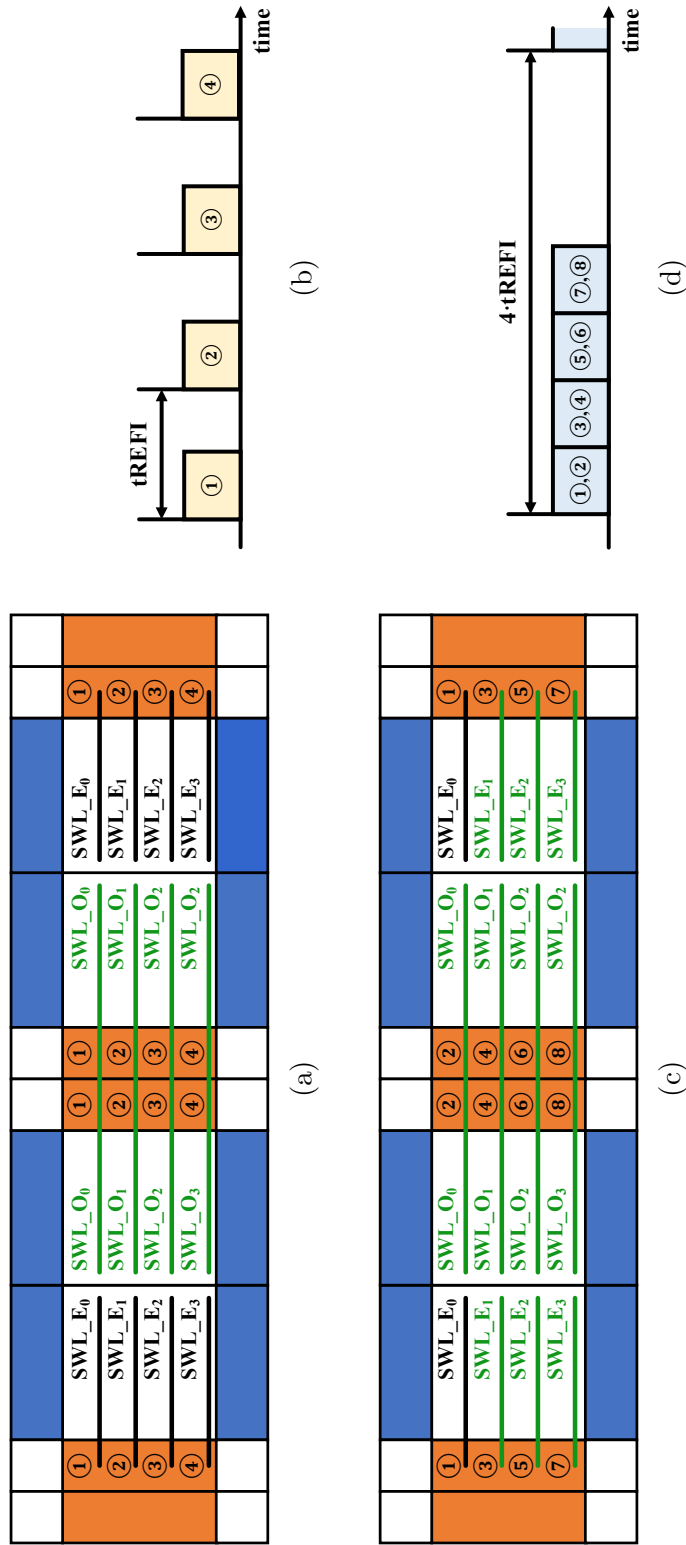 ① SWL_E₀ SWL_O₀ ① ① SWL_O₀ SWL_E₀ ①
② SWL_E₁ SWL_O₁ ② ② SWL_O₁ SWL_E₁ ②
③ SWL_E₂ SWL_O₂ ③ ③ SWL_O₂ SWL_E₂ ③
④ SWL_E₃ SWL_O₃ ④ ④ SWL_O₂ SWL_E₃ ④
(a)
tREFI
① ② ③ ④
time
(b)
① SWL_E₀ SWL_O₀ ② ② SWL_O₀ SWL_E₀ ①
③ SWL_E₁ SWL_O₁ ④ ④ SWL_O₁ SWL_E₁ ③
⑤ SWL_E₂ SWL_O₂ ⑥ ⑥ SWL_O₂ SWL_E₂ ⑤
⑦ SWL_E₃ SWL_O₃ ⑧ ⑧ SWL_O₂ SWL_E₃ ⑦
(c)
4·tREFI
①,② ③,④ ⑤,⑥ ⑦,⑧
time
(d)